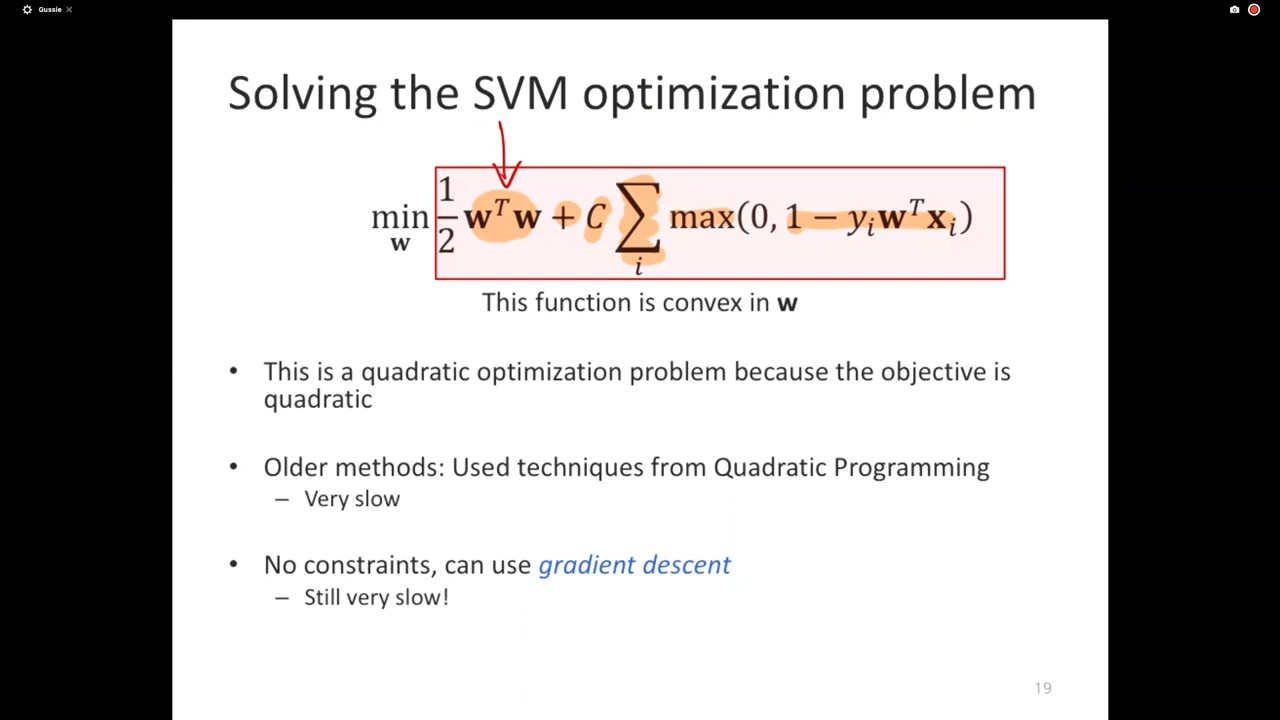 Gussie
Solving the SVM optimization problem
min_w 1/2 w^T w + C ∑_i max(0, 1 − y_i w^T x_i)
This function is convex in w
• This is a quadratic optimization problem because the objective is
quadratic
• Older methods: Used techniques from Quadratic Programming
– Very slow
• No constraints, can use gradient descent
– Still very slow!
19